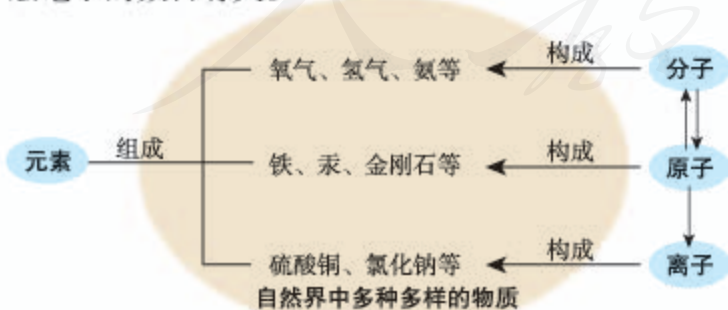 氧气、氢气、氨等 构成 分子
元素 组成 铁、汞、金刚石等 构成 原子
硫酸铜、氯化钠等 构成 离子
自然界中多种多样的物质